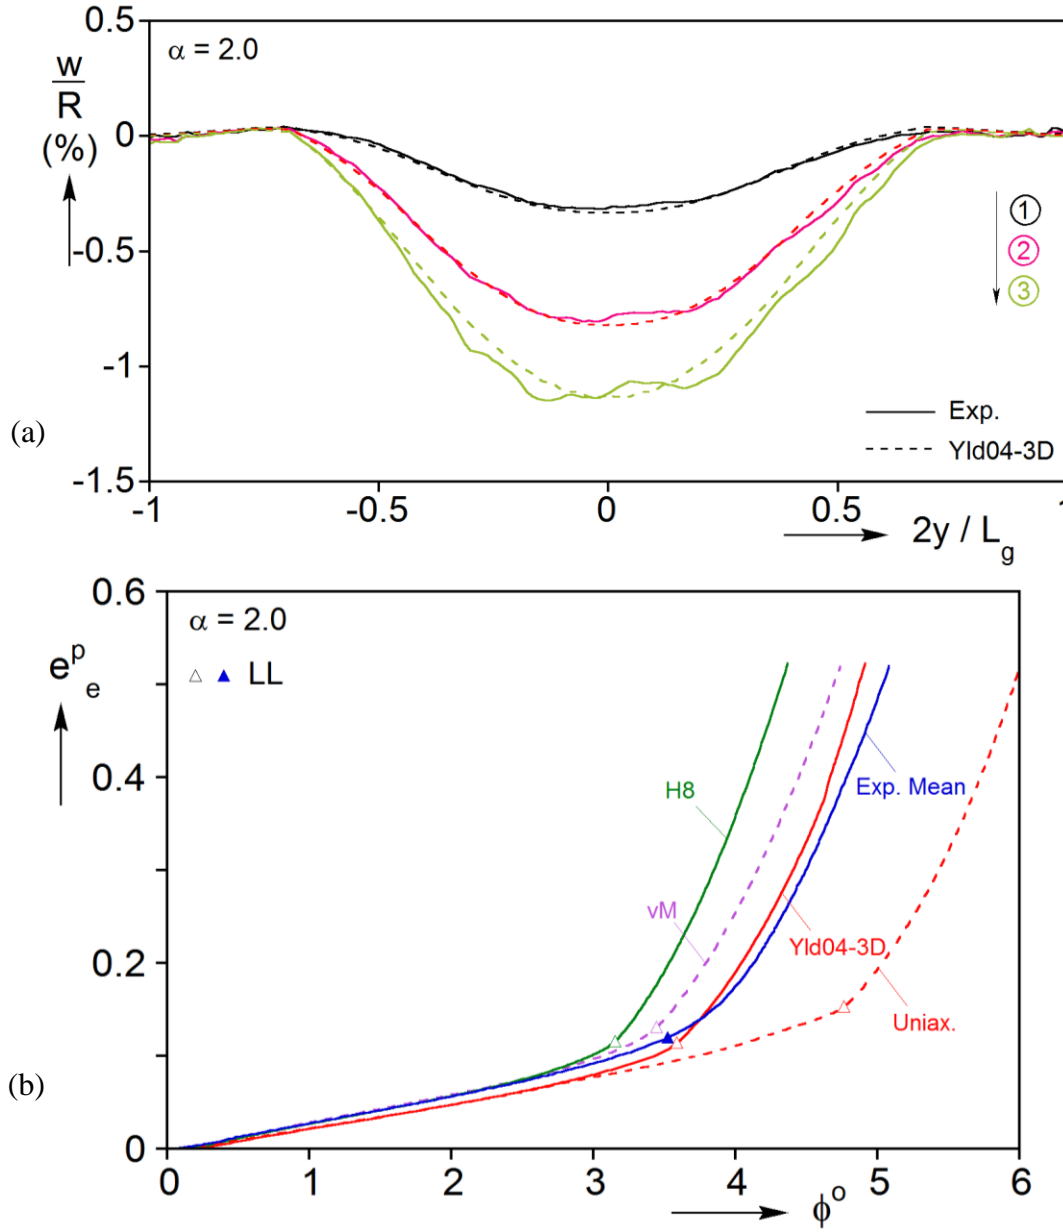 0.5
α = 2.0
w
R
(%)
0
-0.5
-1
-1.5
1
2
3
Exp.
Yld04-3D
(a)
-1
-0.5
0
0.5
1
2y / L_g
0.6
α = 2.0
LL
e^p_e
0.4
0.2
0
H8
vM
Exp. Mean
Yld04-3D
Uniax.
(b)
0
1
2
3
4
5
6
ϕ^o